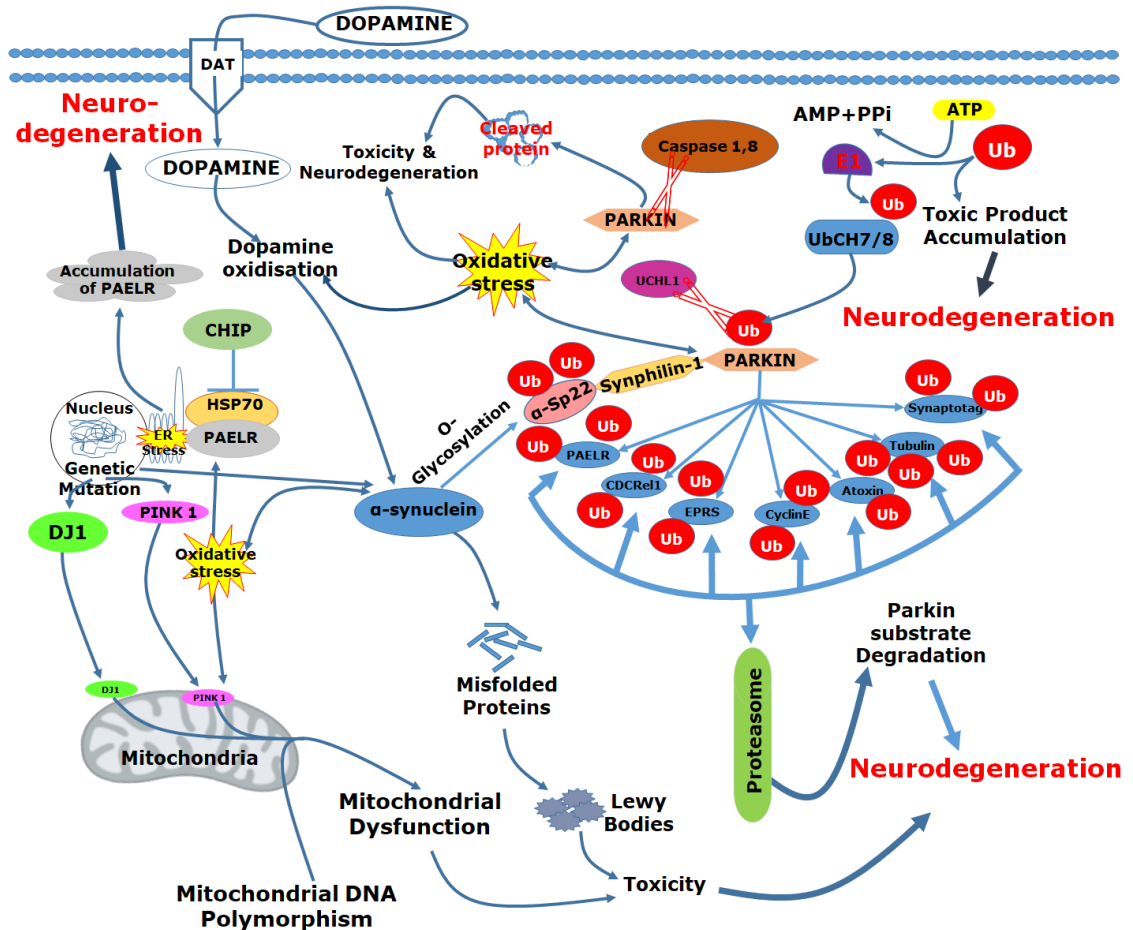 DOPAMINE
DAT
Neuro-
degeneration
DOPAMINE
Dopamine
oxidisation
Toxicity &
Neurodegeneration
Cleaved
protein
Caspase 1,8
PARKIN
Oxidative
stress
AMP+PPi
ATP
E1
Ub
Ub
UbCH7/8
Toxic Product
Accumulation
Neurodegeneration
UCHL1
Ub
PARKIN
Synphilin-1
α-Sp22
Ub
Ub
O-
Glycosylation
Accumulation
of PAELR
CHIP
HSP70
PAELR
ER
Stress
Nucleus
Genetic
Mutation
DJ1
PINK 1
Oxidative
stress
α-synuclein
Ub
Ub
PAELR
Ub
CDCRel1
Ub
Ub
EPRS
Ub
Ub
CyclinE
Ub
Atoxin
Ub
Ub
Tubulin
Ub
Ub
Ub
Synaptotag
Ub
DJ1
PINK 1
Mitochondria
Misfolded
Proteins
Proteasome
Parkin
substrate
Degradation
Neurodegeneration
Mitochondrial
Dysfunction
Lewy
Bodies
Toxicity
Mitochondrial DNA
Polymorphism